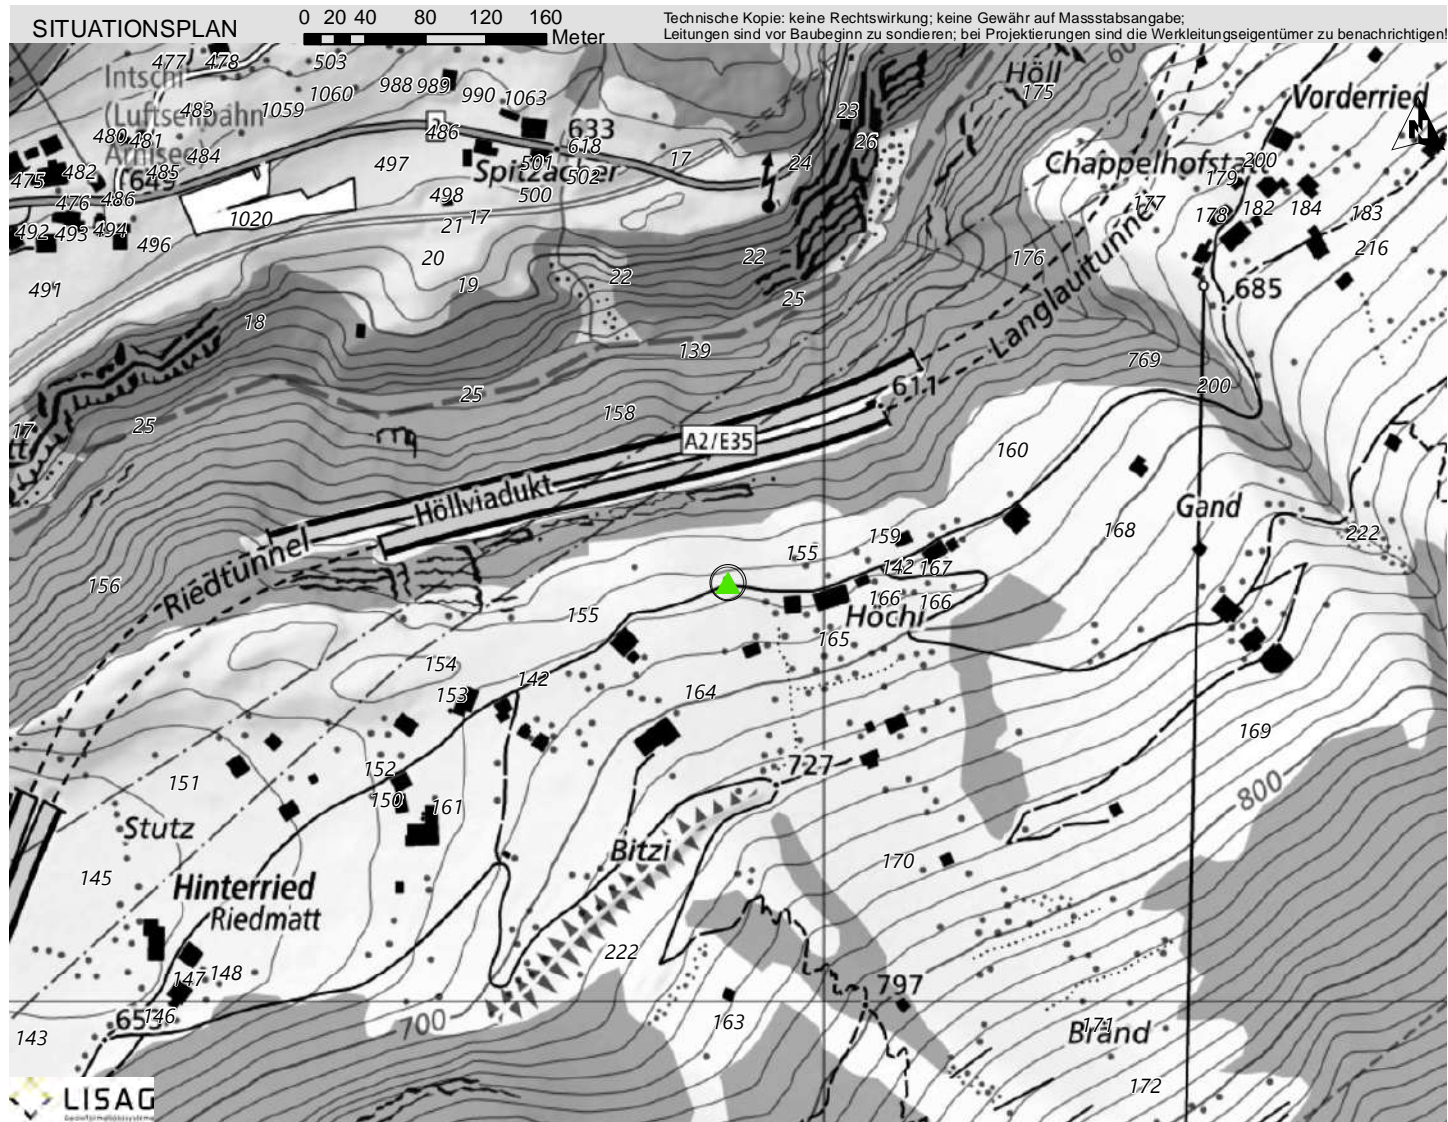 SITUATIONSPLAN
0 20 40 80 120 160
Meter
Technische Kopie: keine Rechtswirkung; keine Gewähr auf Massstabsangabe;
Leitungen sind vor Baubeginn zu sondieren; bei Projektierungen sind die Werkleitungseigentümer zu benachrichtigen!
477 478 503
Intschi
988 989 990 1063
1060
Höll
175
Vorderried
N
483 1059
(Luftseilbahn
23
480 481
486
633
26
484
618
Arnisee)
497
17
24
Chappelhofstatt
200
475 482 485
501
Spitzacher
502
179
649
476 486
498 500
177
492 493 494
1020
21 17
178 182 184 183
496
216
20
22
176
491
19
22
25
685
18
Langlauitunnel
139
769
25
611
200
158
17
25
A2/E35
160
Höllviadukt
Gand
168
159
222
Riedtunnel
155
142 167
156
166 166
155
Höchi
165
154
153
142
164
169
727
151
152
800
150
161
Stutz
Bitzi
170
145
Hinterried
Riedmatt
222
148
147
797
653
146
700
163
171
Bränd
143
172
LISAG